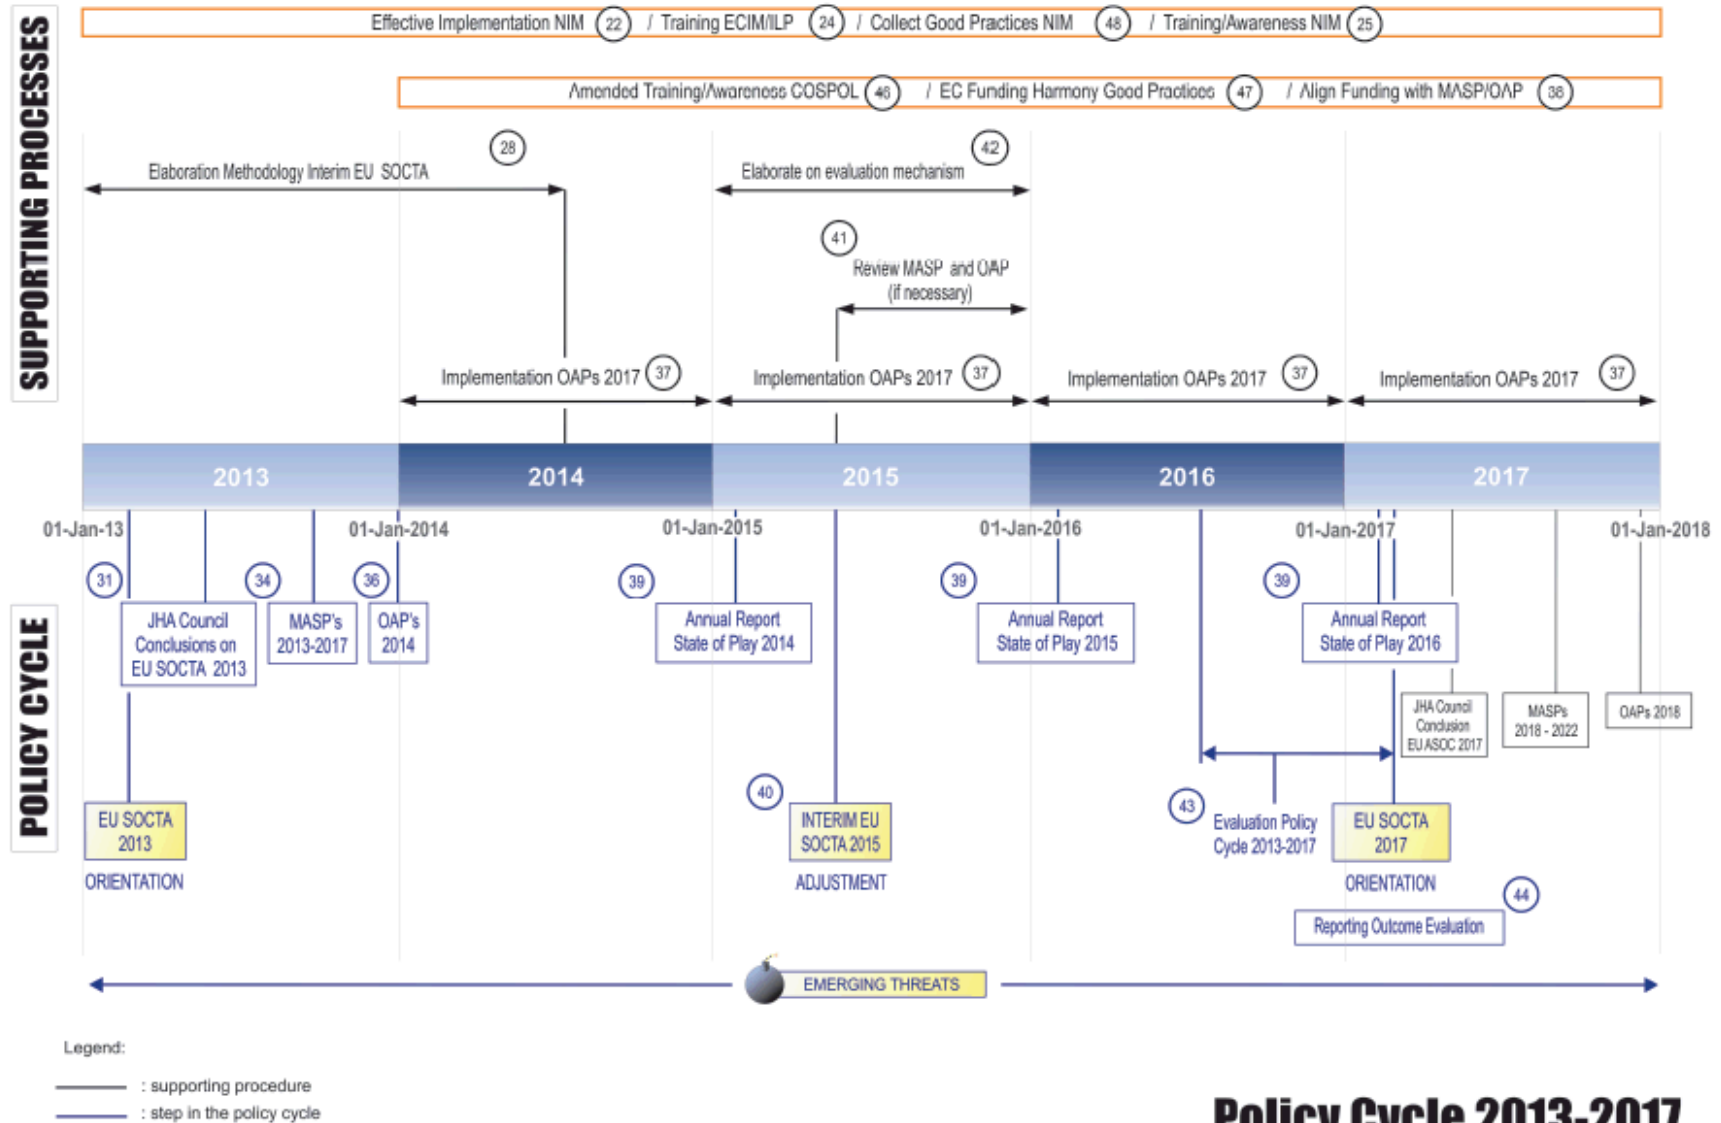 SUPPORTING PROCESSES
Effective Implementation NIM 22 / Training ECIM/ILP 24 / Collect Good Practices NIM 48 / Training/Awareness NIM 25
Amended Training/Awareness COSPOL 46 / EC Funding Harmony Good Practices 47 / Align Funding with MASP/OAP 38
28
Elaboration Methodology Interim EU SOCTA
42
Elaborate on evaluation mechanism
41
Review MASP and OAP
(if necessary)
Implementation OAPs 2017 37
Implementation OAPs 2017 37
Implementation OAPs 2017 37
Implementation OAPs 2017 37
2013
2014
2015
2016
2017
01-Jan-13
01-Jan-2014
01-Jan-2015
01-Jan-2016
01-Jan-2017
01-Jan-2018
POLICY CYCLE
31
JHA Council
Conclusions on
EU SOCTA 2013
34
MASP's
2013-2017
36
OAP's
2014
39
Annual Report
State of Play 2014
39
Annual Report
State of Play 2015
39
Annual Report
State of Play 2016
JHA Council
Conclusion
EU ASOC 2017
MASPs
2018 - 2022
OAPs 2018
EU SOCTA
2013
ORIENTATION
40
INTERIM EU
SOCTA 2015
ADJUSTMENT
43
Evaluation Policy
Cycle 2013-2017
EU SOCTA
2017
ORIENTATION
44
Reporting Outcome Evaluation
EMERGING THREATS
Legend:
: supporting procedure
: step in the policy cycle
Policy Cycle 2013-2017